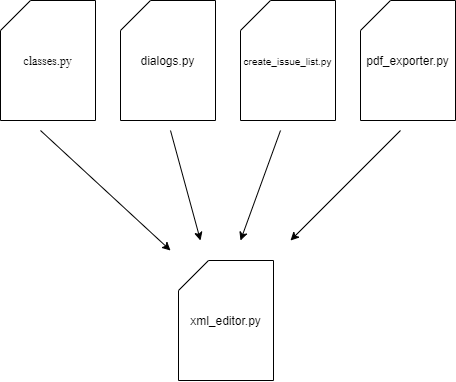 classes.py
dialogs.py
create_issue_list.py
pdf_exporter.py
xml_editor.py